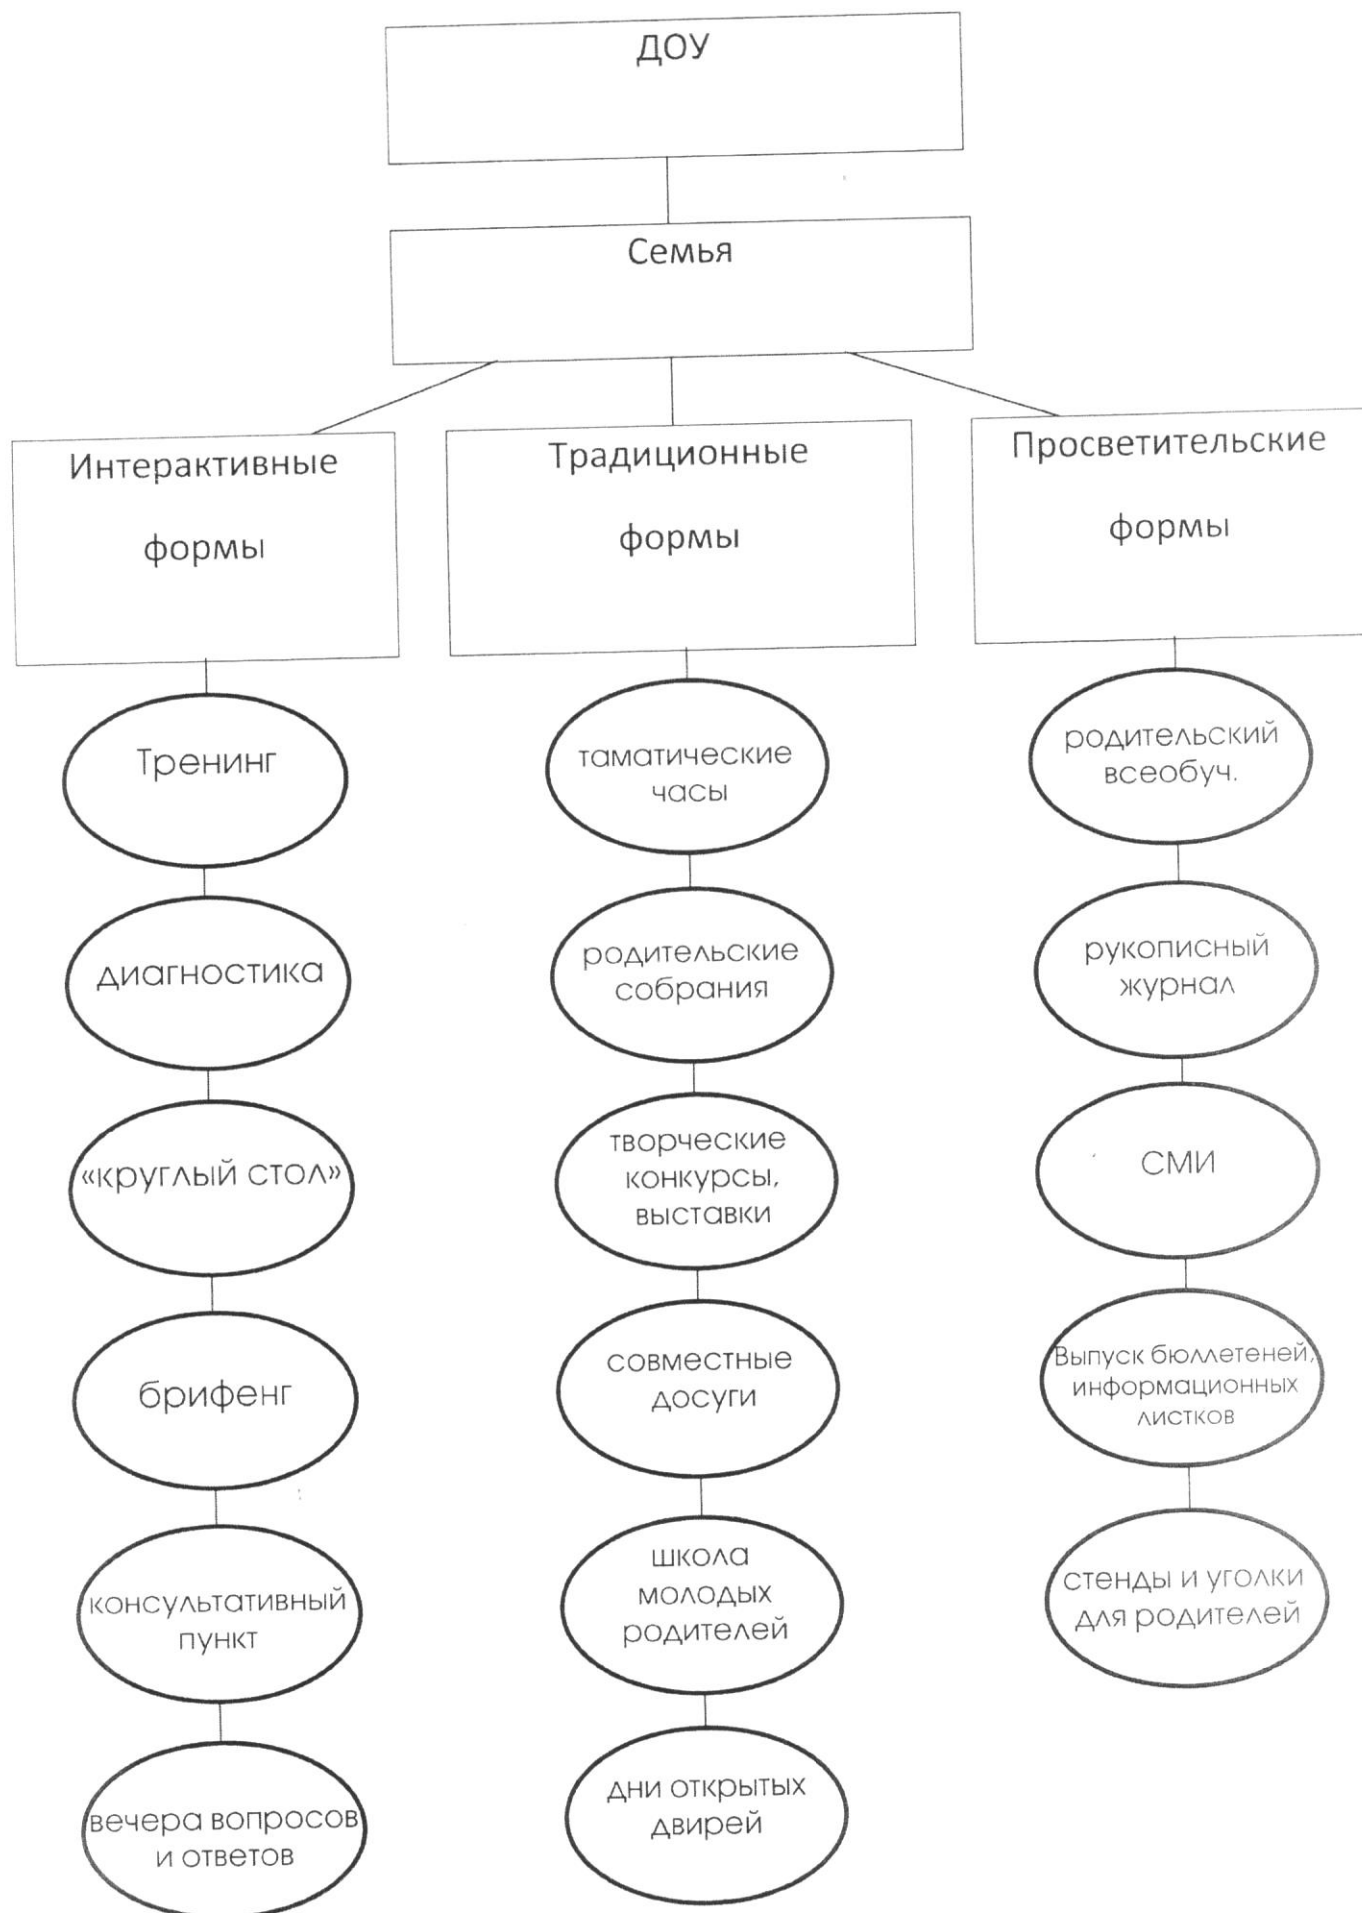 ДОУ
Семья
Интерактивные
формы
Традиционные
формы
Просветительские
формы
Тренинг
диагностика
«круглый стол»
брифенг
консультативный
пункт
вечера вопросов
и ответов
таматические
часы
родительские
собрания
творческие
конкурсы,
выставки
совместные
досуги
школа
молодых
родителей
дни открытых
двирей
родительский
всеобуч.
рукописный
журнал
СМИ
Выпуск бюллетеней,
информационных
листков
стенды и уголки
для родителей